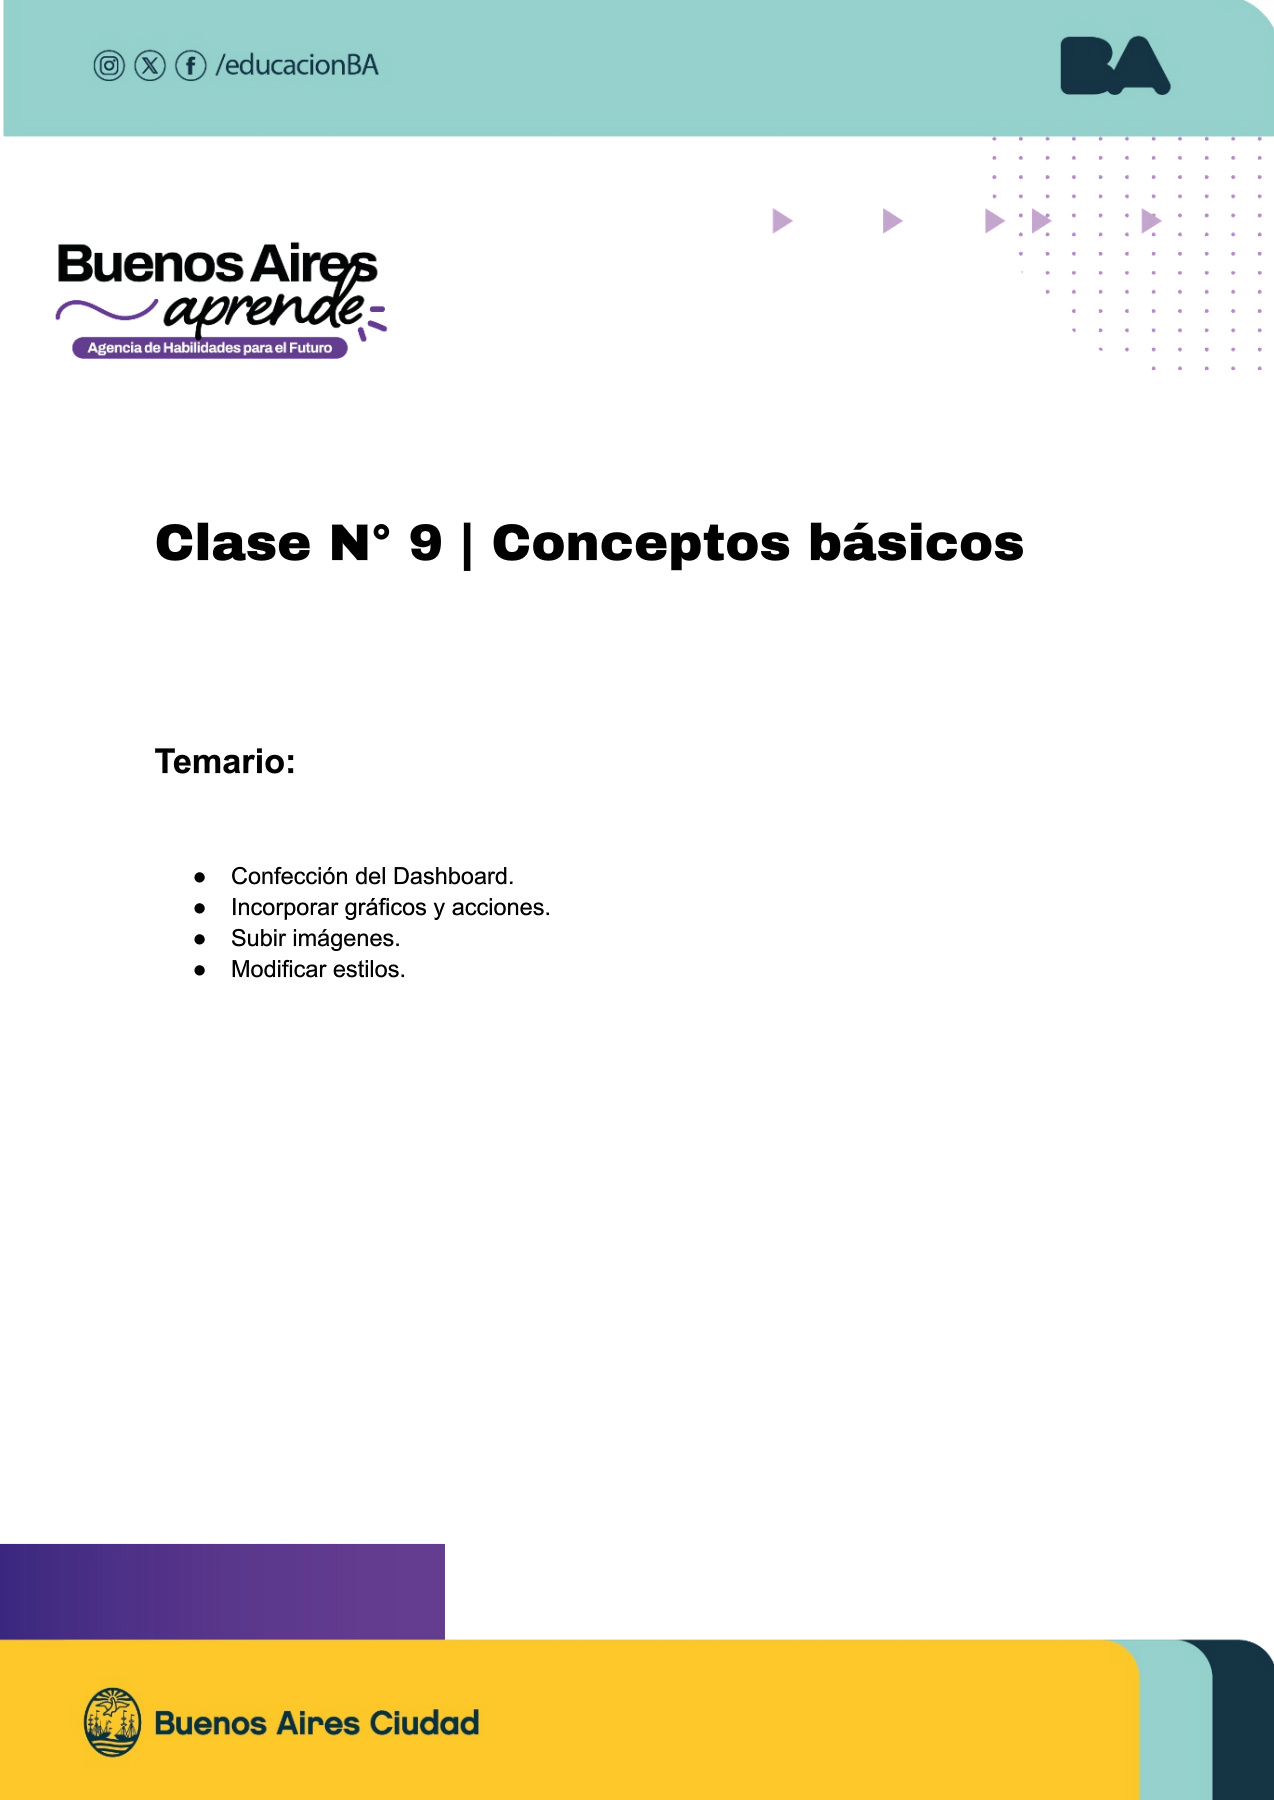 /educacionBA
BA
Buenos Aires
aprende
Agencia de Habilidades para el Futuro
Clase N° 9 | Conceptos básicos
Temario:
● Confección del Dashboard.
● Incorporar gráficos y acciones.
● Subir imágenes.
● Modificar estilos.
Buenos Aires Ciudad